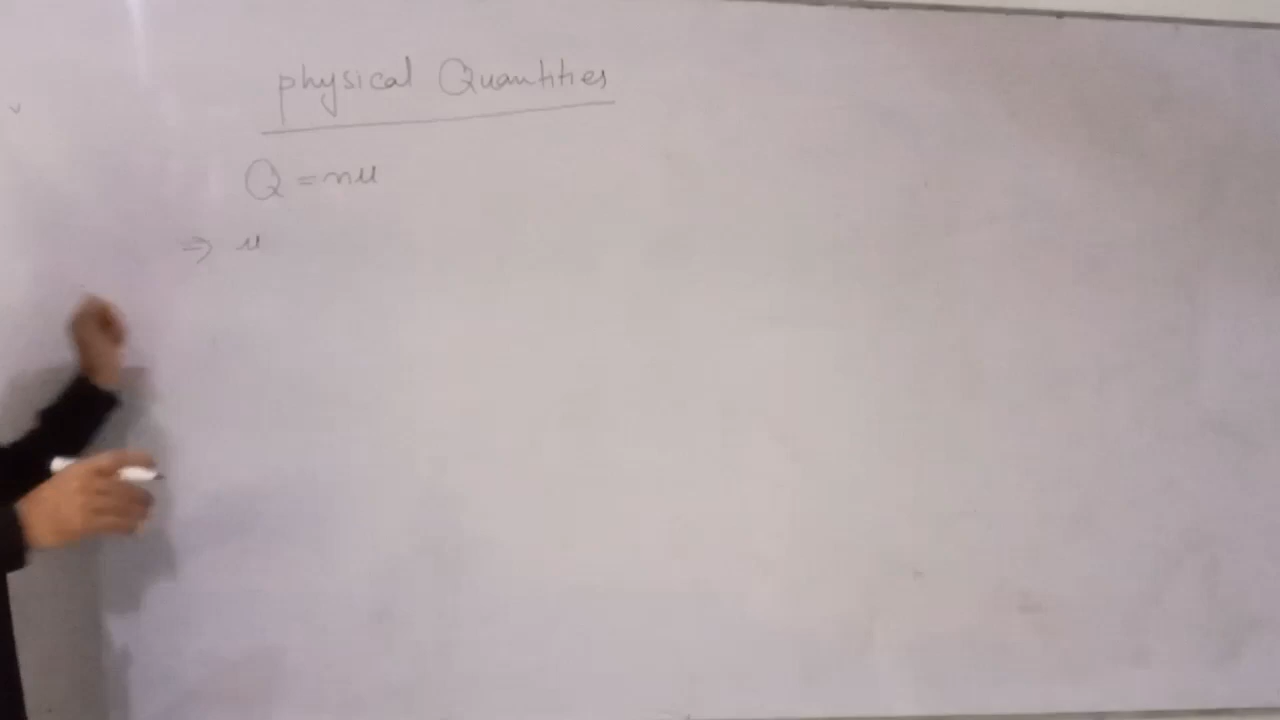 physical Quantities
Q = nu
⇒ u